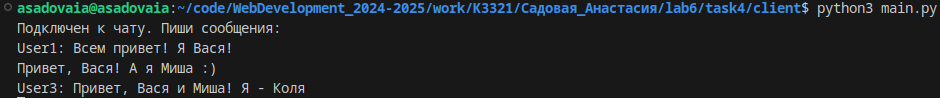 asadovaia@asadovaia:~/code/WebDevelopment_2024-2025/work/K3321/Садовая_Анастасия/lab6/task4/client$ python3 main.py
Подключен к чату. Пиши сообщения:
User1: Всем привет! Я Вася!
Привет, Вася! А я Миша :)
User3: Привет, Вася и Миша! Я - Коля